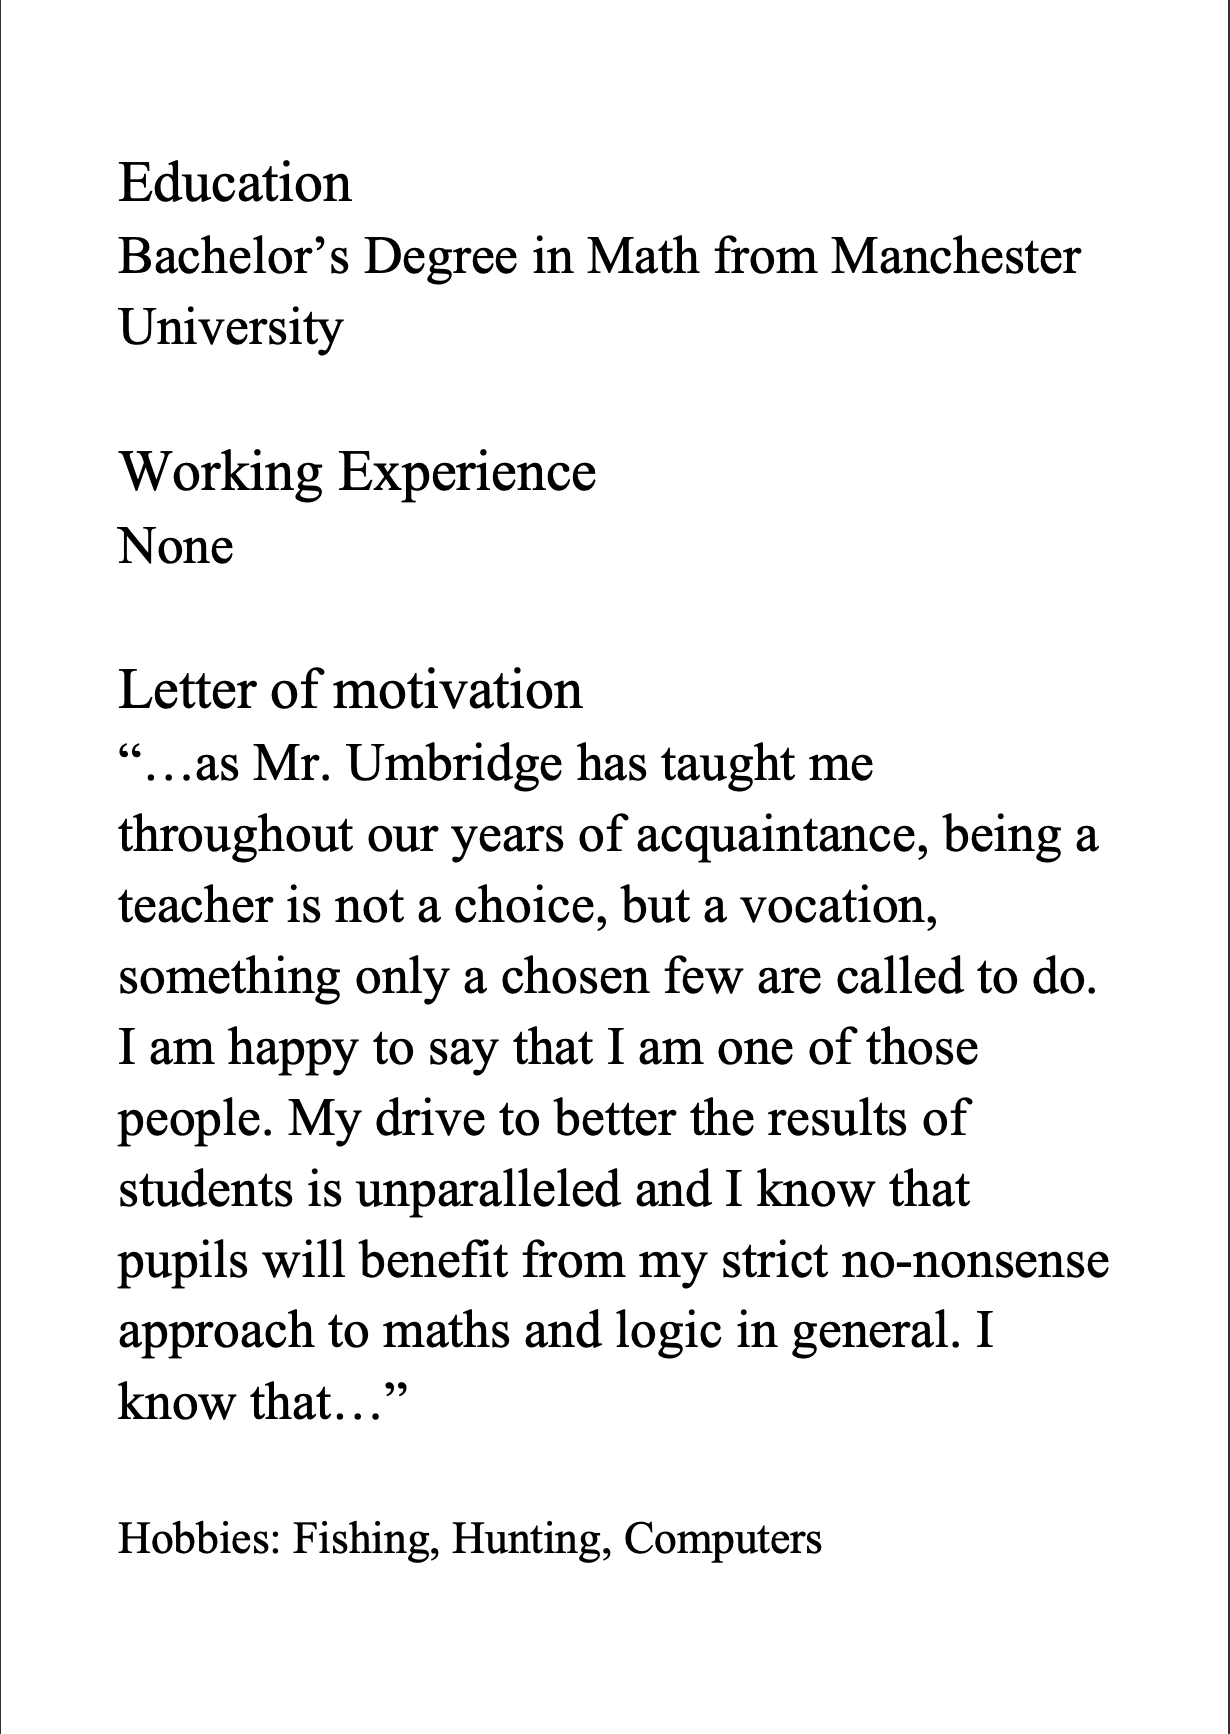 Education
Bachelor’s Degree in Math from Manchester
University
Working Experience
None
Letter of motivation
“…as Mr. Umbridge has taught me
throughout our years of acquaintance, being a
teacher is not a choice, but a vocation,
something only a chosen few are called to do.
I am happy to say that I am one of those
people. My drive to better the results of
students is unparalleled and I know that
pupils will benefit from my strict no-nonsense
approach to maths and logic in general. I
know that…”
Hobbies: Fishing, Hunting, Computers